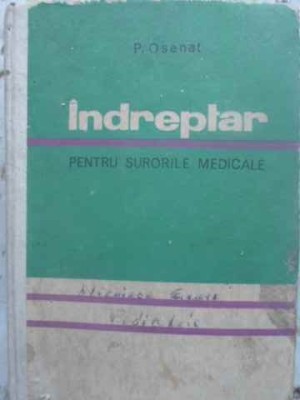 P. Osenat
Îndreptar
PENTRU SURORILE MEDICALE